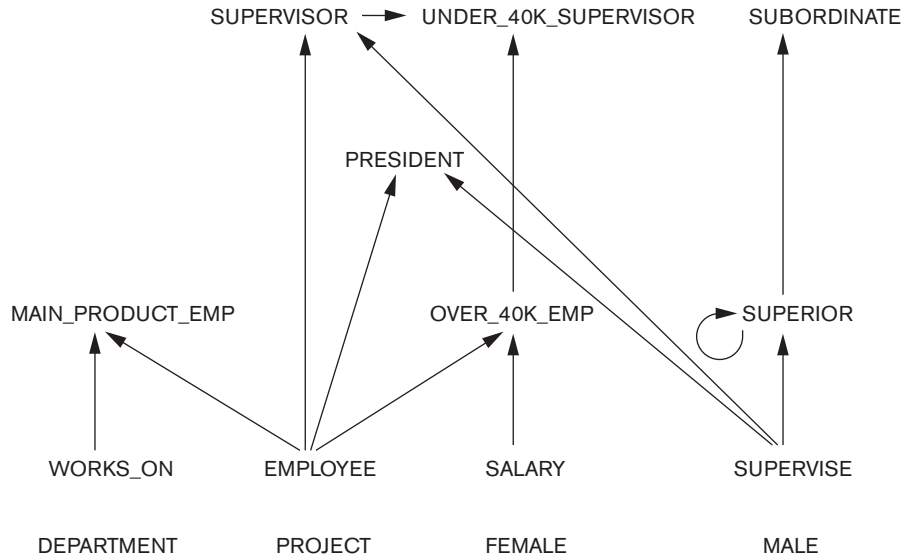 SUPERVISOR UNDER_40K_SUPERVISOR SUBORDINATE
PRESIDENT
MAIN_PRODUCT_EMP OVER_40K_EMP SUPERIOR
WORKS_ON EMPLOYEE SALARY SUPERVISE
DEPARTMENT PROJECT FEMALE MALE